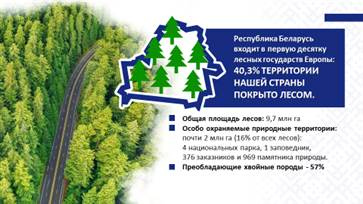 Республика Беларусь
входит в первую десятку
лесных государств Европы:
40,3% ТЕРРИТОРИИ
НАШЕЙ СТРАНЫ
ПОКРЫТО ЛЕСОМ.
Общая площадь лесов: 9,7 млн га
Особо охраняемые природные территории:
почти 2 млн га (16% от всех лесов):
4 национальных парка, 1 заповедник,
376 заказников и 969 памятника природы.
Преобладающие хвойные породы - 57%